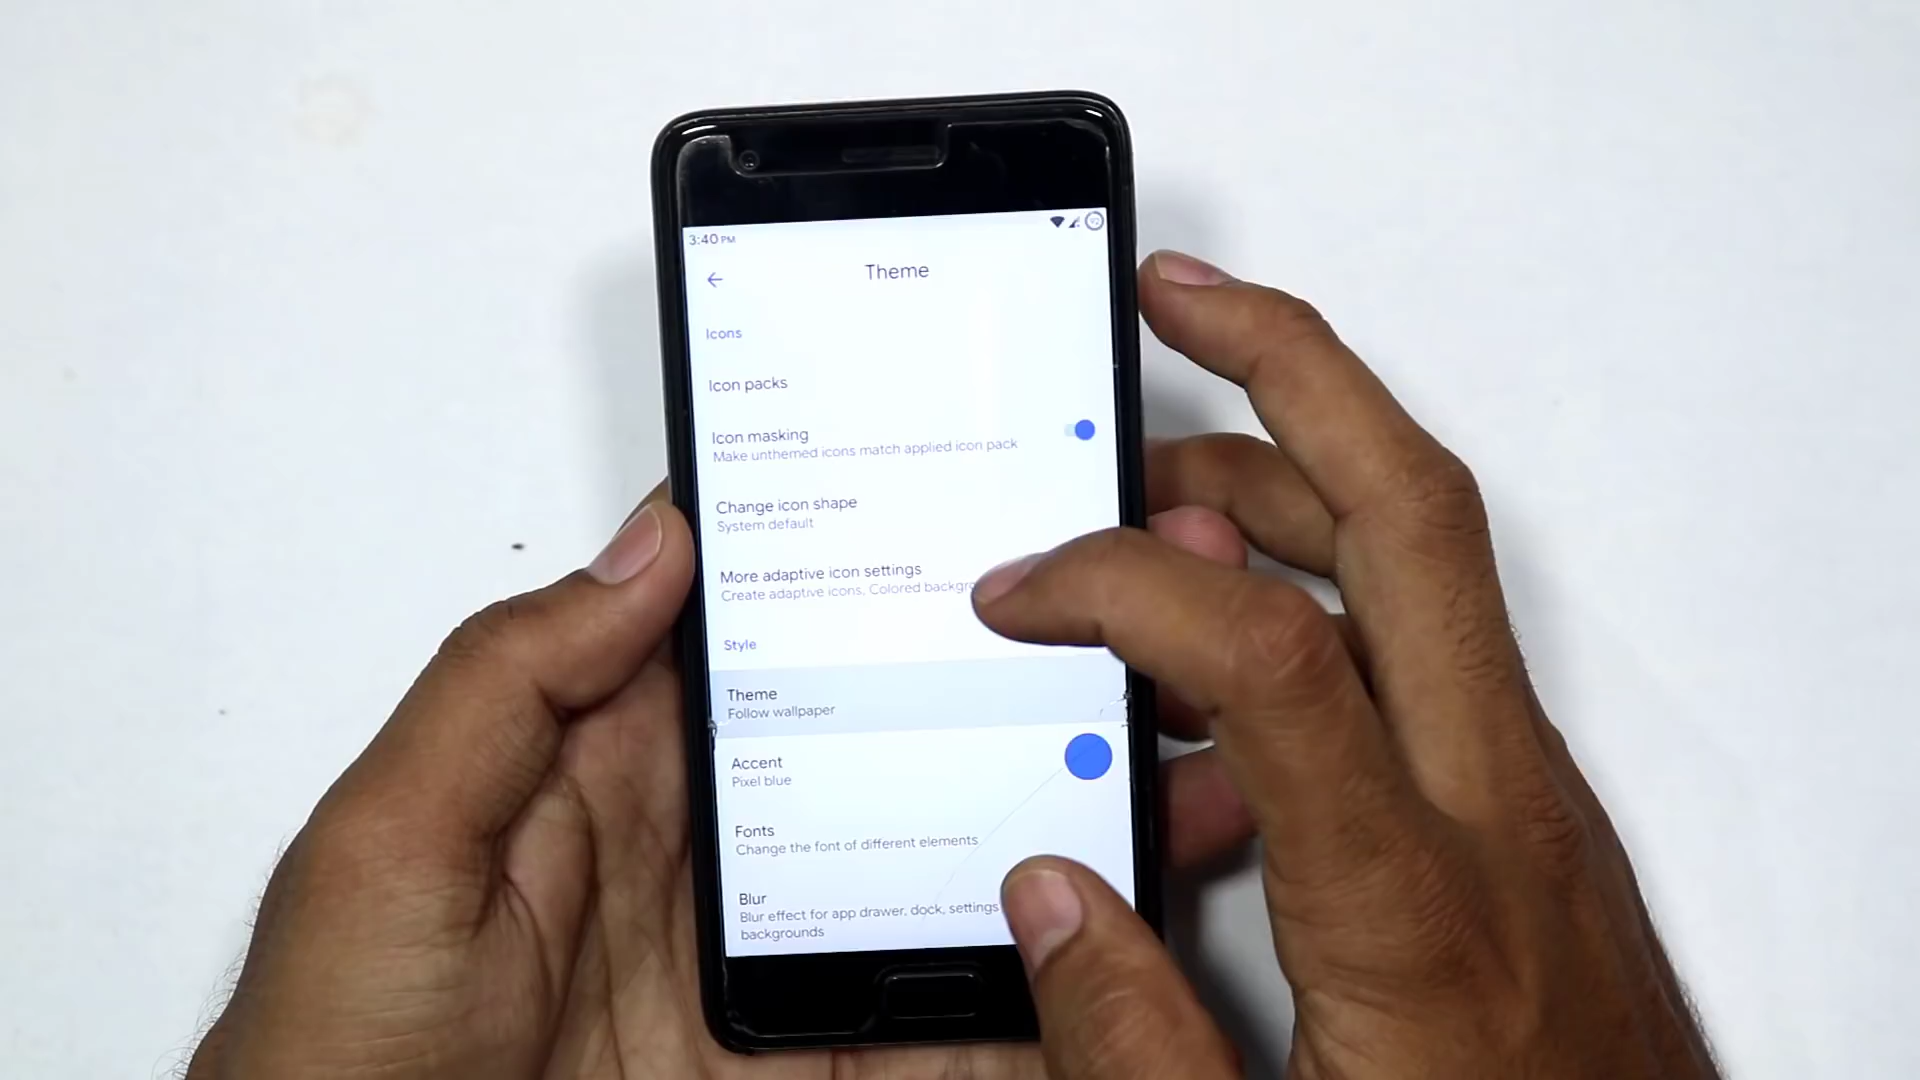 3:40 PM
Theme
Icons
Icon packs
Icon masking
Make unthemed icons match applied icon pack
Change icon shape
System default
More adaptive icon settings
Create adaptive icons, Colored backgro
Style
Theme
Follow wallpaper
Accent
Pixel blue
Fonts
Change the font of different elements
Blur
Blur effect for app drawer, dock, settings
backgrounds